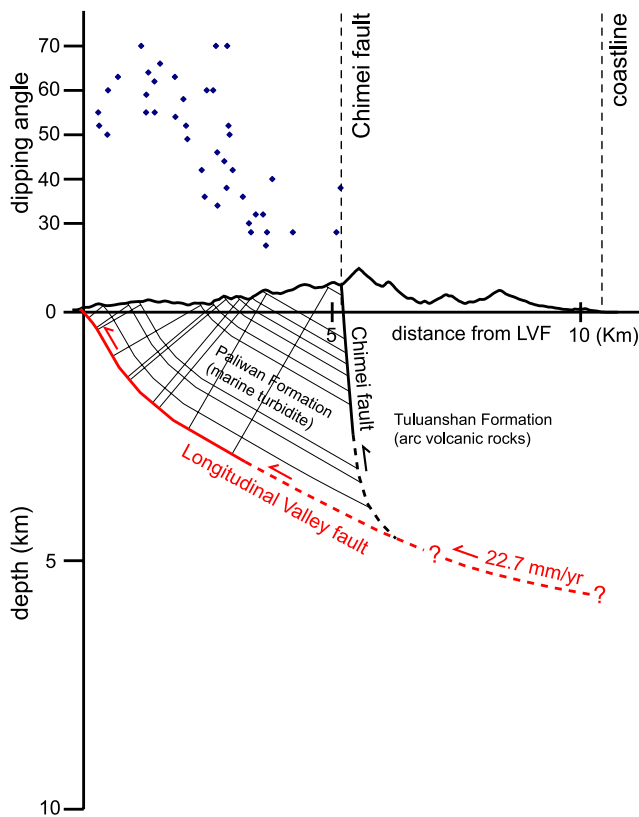 70
60
50
40
30
dipping angle
Chimei fault
coastline
0
5
distance from LVF
10 (Km)
Chimei fault
Paliwan Formation
(marine turbidite)
Tuluanshan Formation
(arc volcanic rocks)
Longitudinal Valley fault
?
22.7 mm/yr
?
5
depth (km)
10